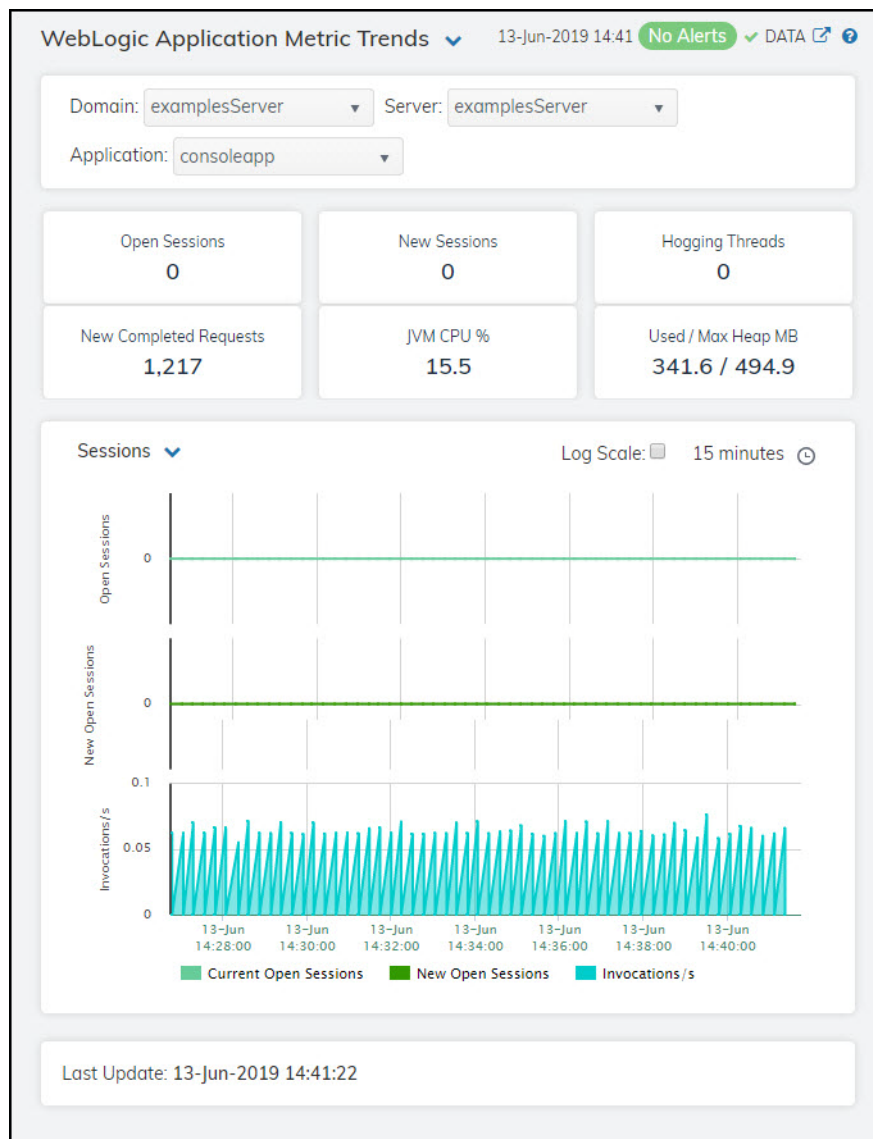 WebLogic Application Metric Trends 13-Jun-2019 14:41 No Alerts DATA
Domain: examplesServer Server: examplesServer
Application: consoleapp
Open Sessions New Sessions Hogging Threads
0 0 0
New Completed Requests JVM CPU % Used / Max Heap MB
1,217 15.5 341.6 / 494.9
Sessions Log Scale: 15 minutes
Open Sessions
0
New Open Sessions
0
Invocations/s
0.1
0.05
0
13-Jun 13-Jun 13-Jun 13-Jun 13-Jun 13-Jun 13-Jun
14:28:00 14:30:00 14:32:00 14:34:00 14:36:00 14:38:00 14:40:00
Current Open Sessions New Open Sessions Invocations/s
Last Update: 13-Jun-2019 14:41:22